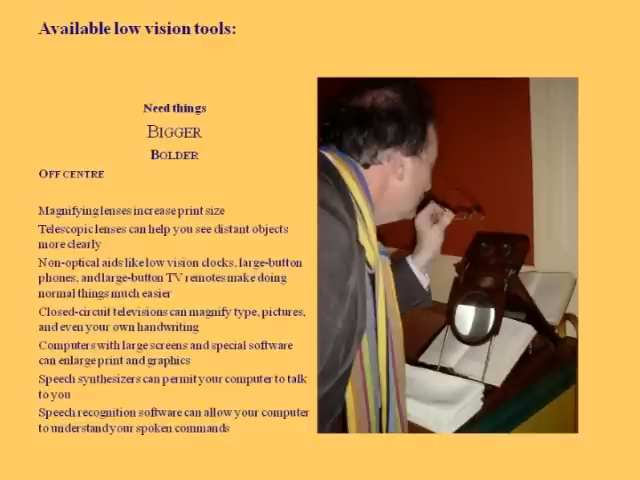 Available low vision tools:
Need things
BIGGER
BOLDER
OFF CENTRE
Magnifying lenses increase print size
Telescopic lenses can help you see distant objects
more clearly
Non-optical aids like low vision clocks, large-button
phones, and large-button TV remotes make doing
normal things much easier
Closed-circuit televisions can magnify type, pictures,
and even your own handwriting
Computers with large screens and special software
can enlarge print and graphics
Speech synthesizers can permit your computer to talk
to you
Speech recognition software can allow your computer
to understand your spoken commands